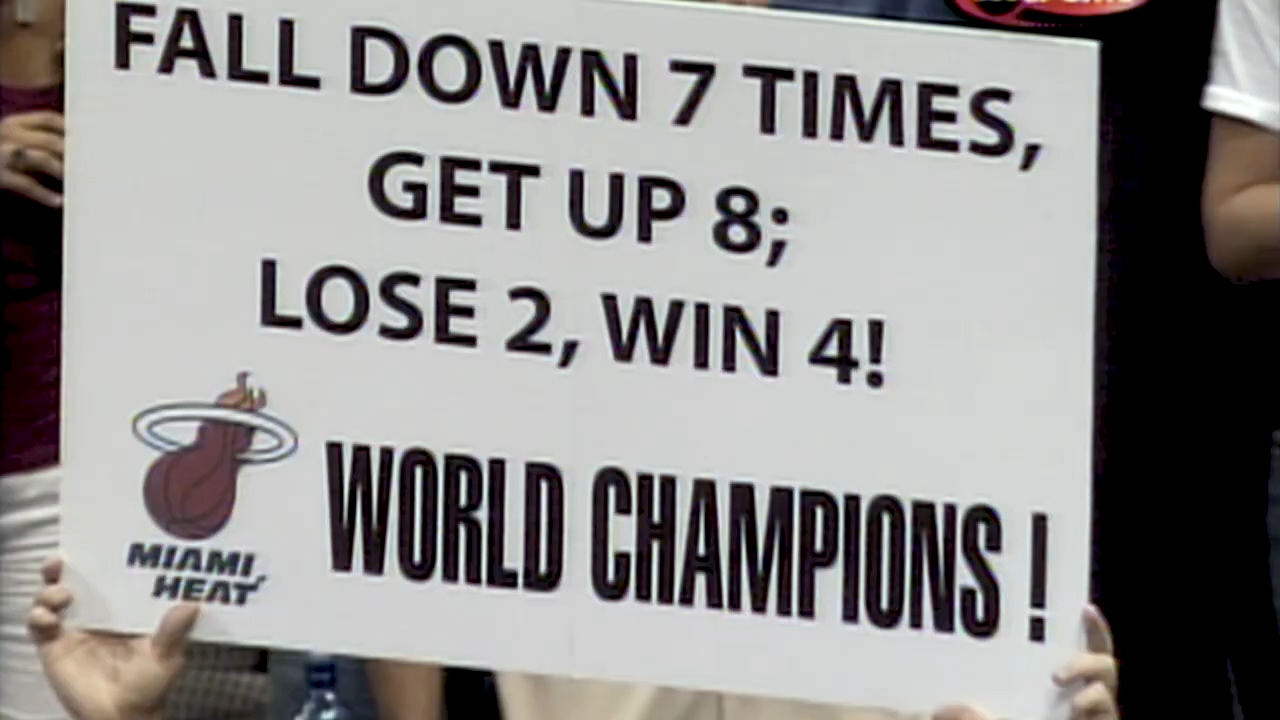 FALL DOWN 7 TIMES,
GET UP 8;
LOSE 2, WIN 4!
WORLD CHAMPIONS !
MIAMI
HEAT